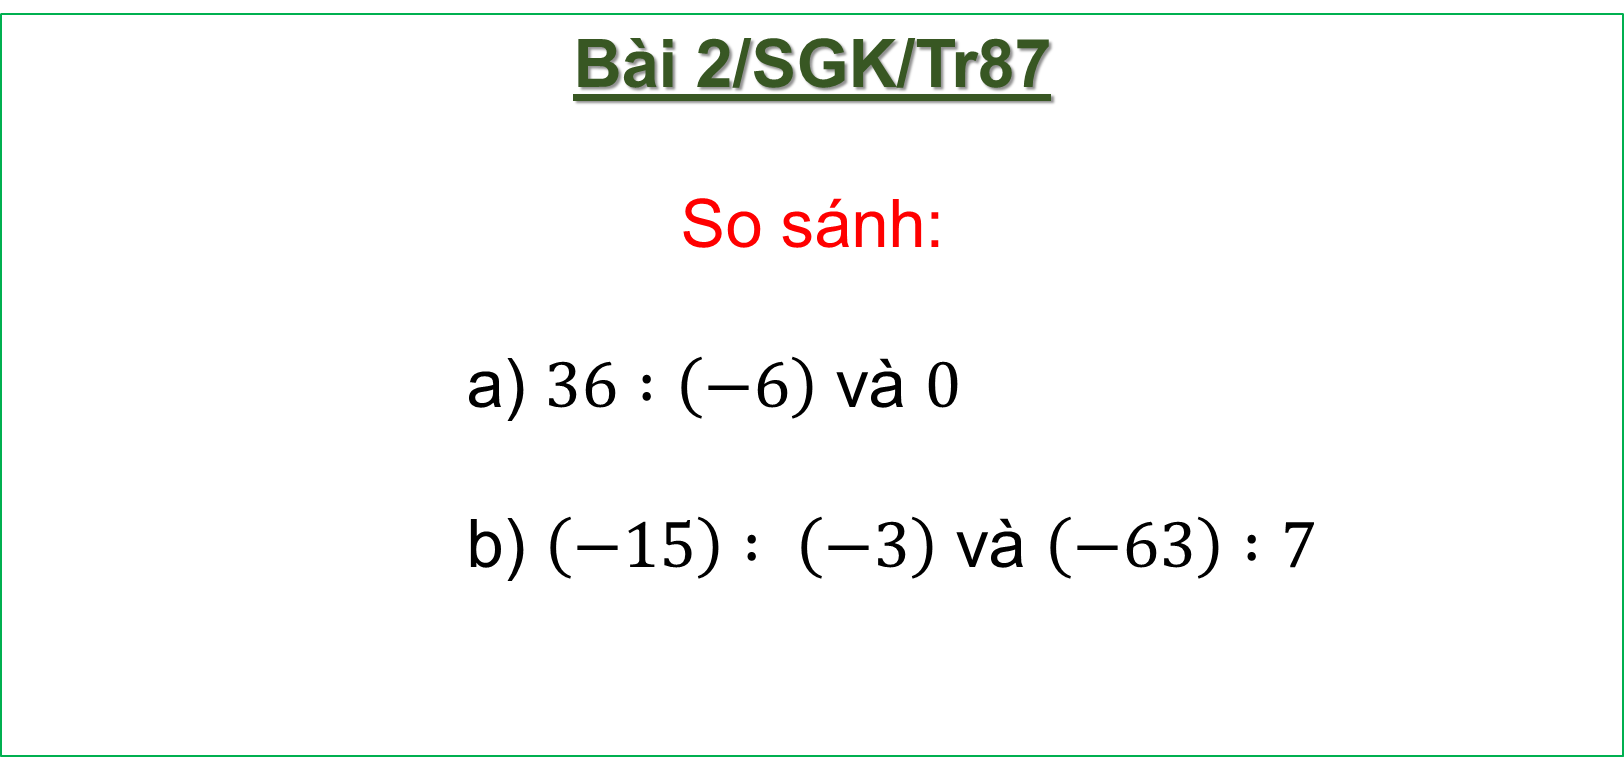 Bài 2/SGK/Tr87
So sánh:
a) 36 : (−6) và 0
b) (−15) : (−3) và (−63) : 7